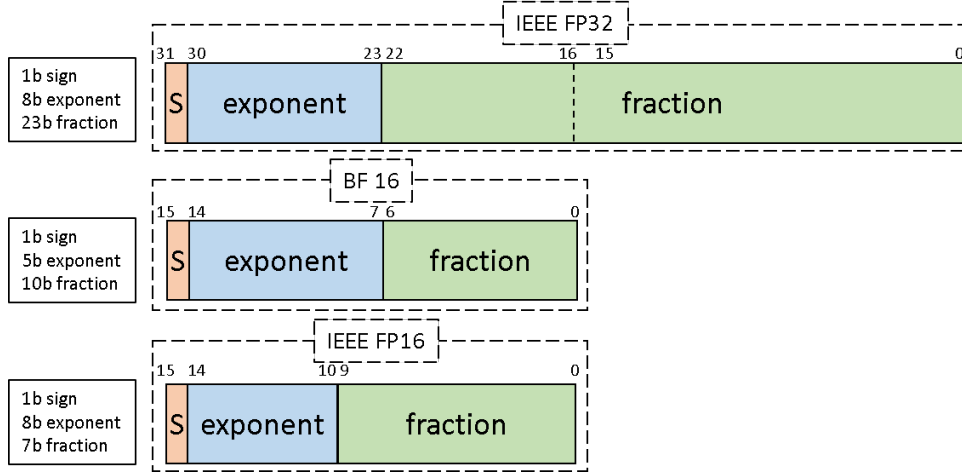 IEEE FP32
31 30 23 22 16 15 0
1b sign
8b exponent
23b fraction
S exponent fraction
BF 16
15 14 7 6 0
1b sign
5b exponent
10b fraction
S exponent fraction
IEEE FP16
15 14 10 9 0
1b sign
8b exponent
7b fraction
S exponent fraction